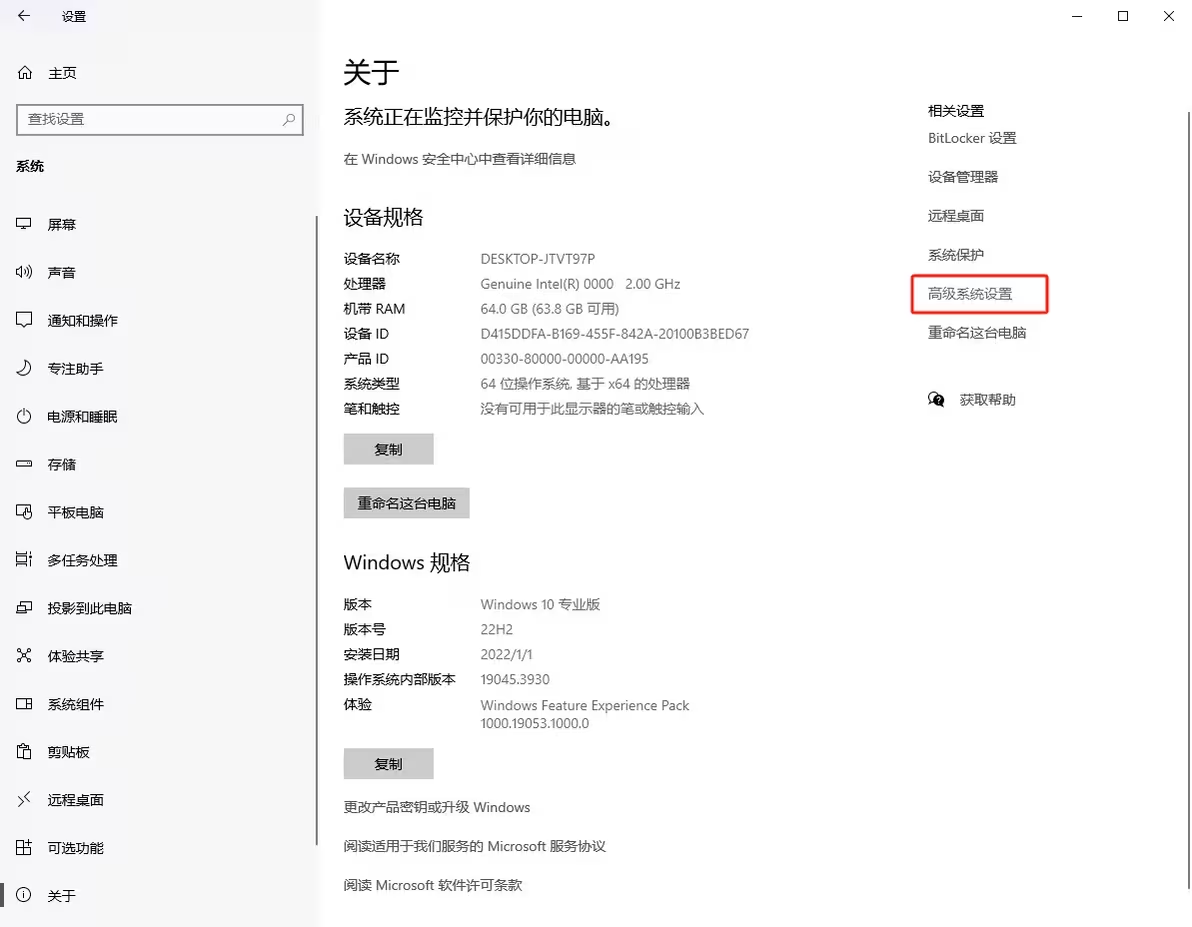 设置
主页
查找设置
系统
屏幕
声音
通知和操作
专注助手
电源和睡眠
存储
平板电脑
多任务处理
投影到此电脑
体验共享
系统组件
剪贴板
远程桌面
可选功能
关于
关于
系统正在监控并保护你的电脑。
在 Windows 安全中心中查看详细信息
设备规格
设备名称 DESKTOP-JTVT97P
处理器 Genuine Intel(R) 0000 2.00 GHz
机带 RAM 64.0 GB (63.8 GB 可用)
设备 ID D415DDFA-B169-455F-842A-20100B3BED67
产品 ID 00330-80000-00000-AA195
系统类型 64 位操作系统, 基于 x64 的处理器
笔和触控 没有可用于此显示器的笔或触控输入
复制
重命名这台电脑
Windows 规格
版本 Windows 10 专业版
版本号 22H2
安装日期 2022/1/1
操作系统内部版本 19045.3930
体验 Windows Feature Experience Pack
1000.19053.1000.0
复制
更改产品密钥或升级 Windows
阅读适用于我们服务的 Microsoft 服务协议
阅读 Microsoft 软件许可条款
相关设置
BitLocker 设置
设备管理器
远程桌面
系统保护
高级系统设置
重命名这台电脑
获取帮助